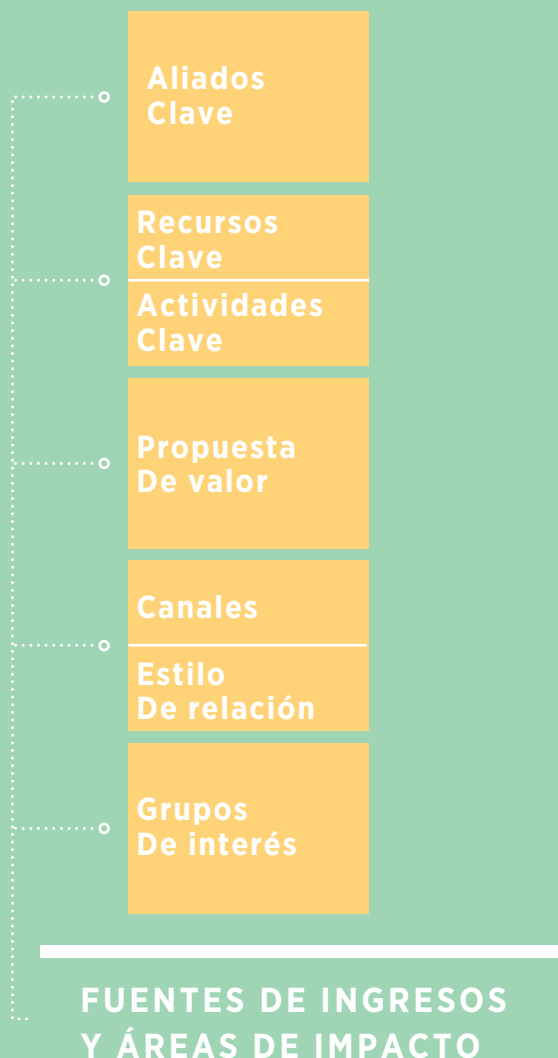 Aliados
Clave
Recursos
Clave
Actividades
Clave
Propuesta
De valor
Canales
Estilo
De relación
Grupos
De interés
FUENTES DE INGRESOS
Y ÁREAS DE IMPACTO